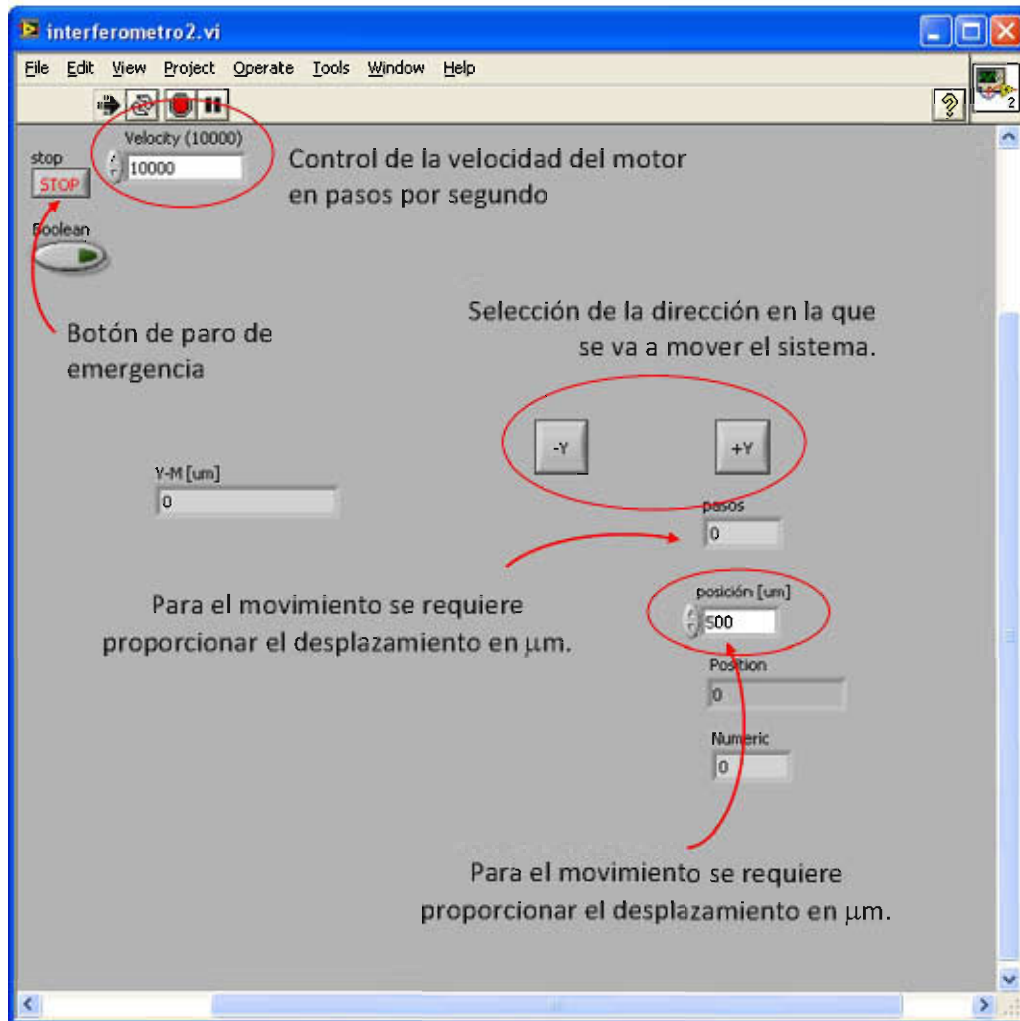 interferometro2.vi
File Edit View Project Operate Tools Window Help
2
Velocity (10000)
10000
stop
STOP
Control de la velocidad del motor
en pasos por segundo
Boolean
Botón de paro de
emergencia
Selección de la dirección en la que
se va a mover el sistema.
-Y
+Y
Y-M [um]
0
pasos
0
Para el movimiento se requiere
proporcionar el desplazamiento en μm.
posición [um]
500
Position
0
Numeric
0
Para el movimiento se requiere
proporcionar el desplazamiento en μm.